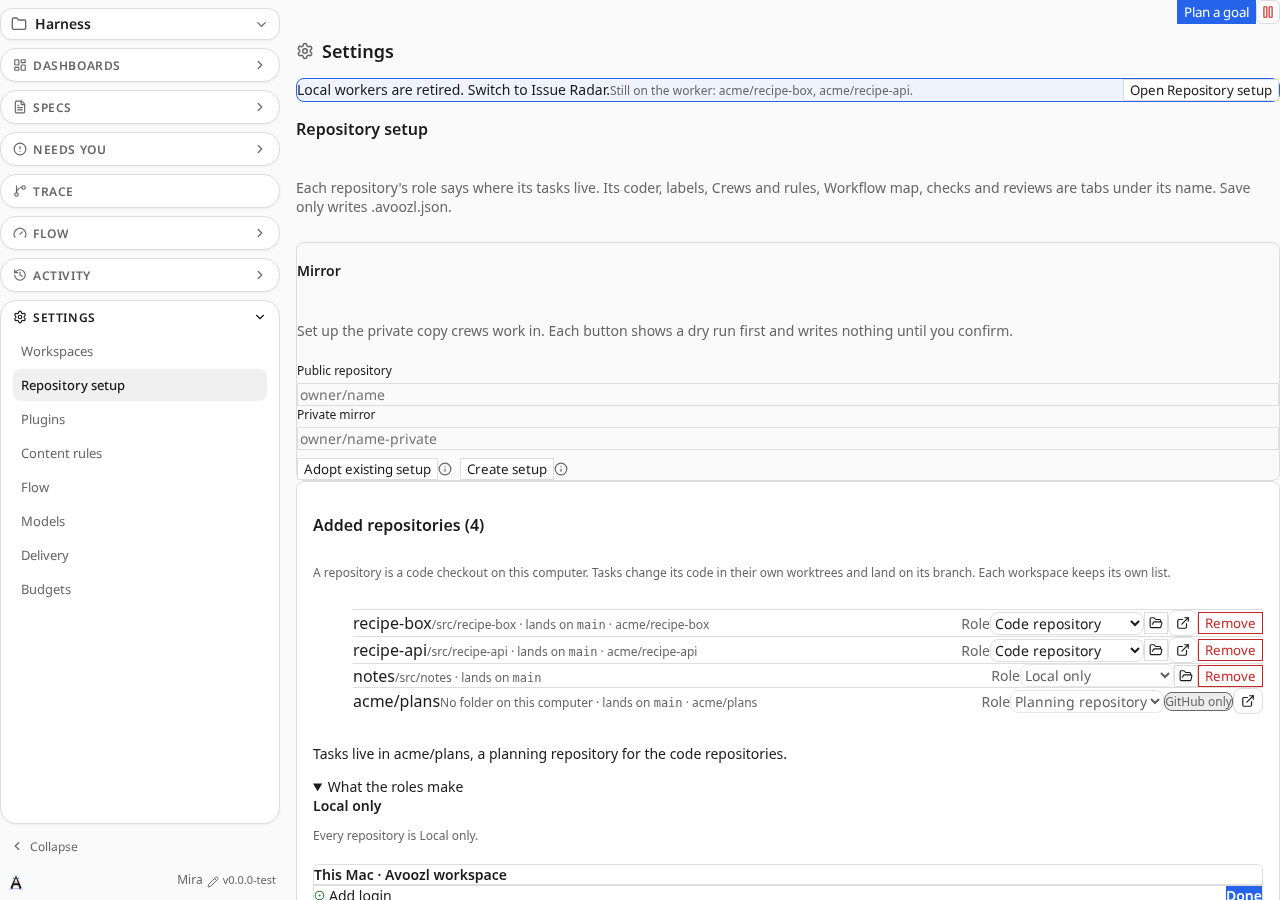 Harness
DASHBOARDS
SPECS
NEEDS YOU
TRACE
FLOW
ACTIVITY
SETTINGS
Workspaces
Repository setup
Plugins
Content rules
Flow
Models
Delivery
Budgets
Collapse
A
Mira v0.0.0-test
Plan a goal
Settings
Local workers are retired. Switch to Issue Radar.Still on the worker: acme/recipe-box, acme/recipe-api.
Open Repository setup
Repository setup
Each repository's role says where its tasks live. Its coder, labels, Crews and rules, Workflow map, checks and reviews are tabs under its name. Save
only writes .avoozl.json.
Mirror
Set up the private copy crews work in. Each button shows a dry run first and writes nothing until you confirm.
Public repository
owner/name
Private mirror
owner/name-private
Adopt existing setup Create setup
Added repositories (4)
A repository is a code checkout on this computer. Tasks change its code in their own worktrees and land on its branch. Each workspace keeps its own list.
recipe-box/src/recipe-box · lands on main · acme/recipe-box Role Code repository Remove
recipe-api/src/recipe-api · lands on main · acme/recipe-api Role Code repository Remove
notes/src/notes · lands on main Role Local only Remove
acme/plansNo folder on this computer · lands on main · acme/plans Role Planning repository GitHub only
Tasks live in acme/plans, a planning repository for the code repositories.
What the roles make
Local only
Every repository is Local only.
This Mac · Avoozl workspace
Add login Done